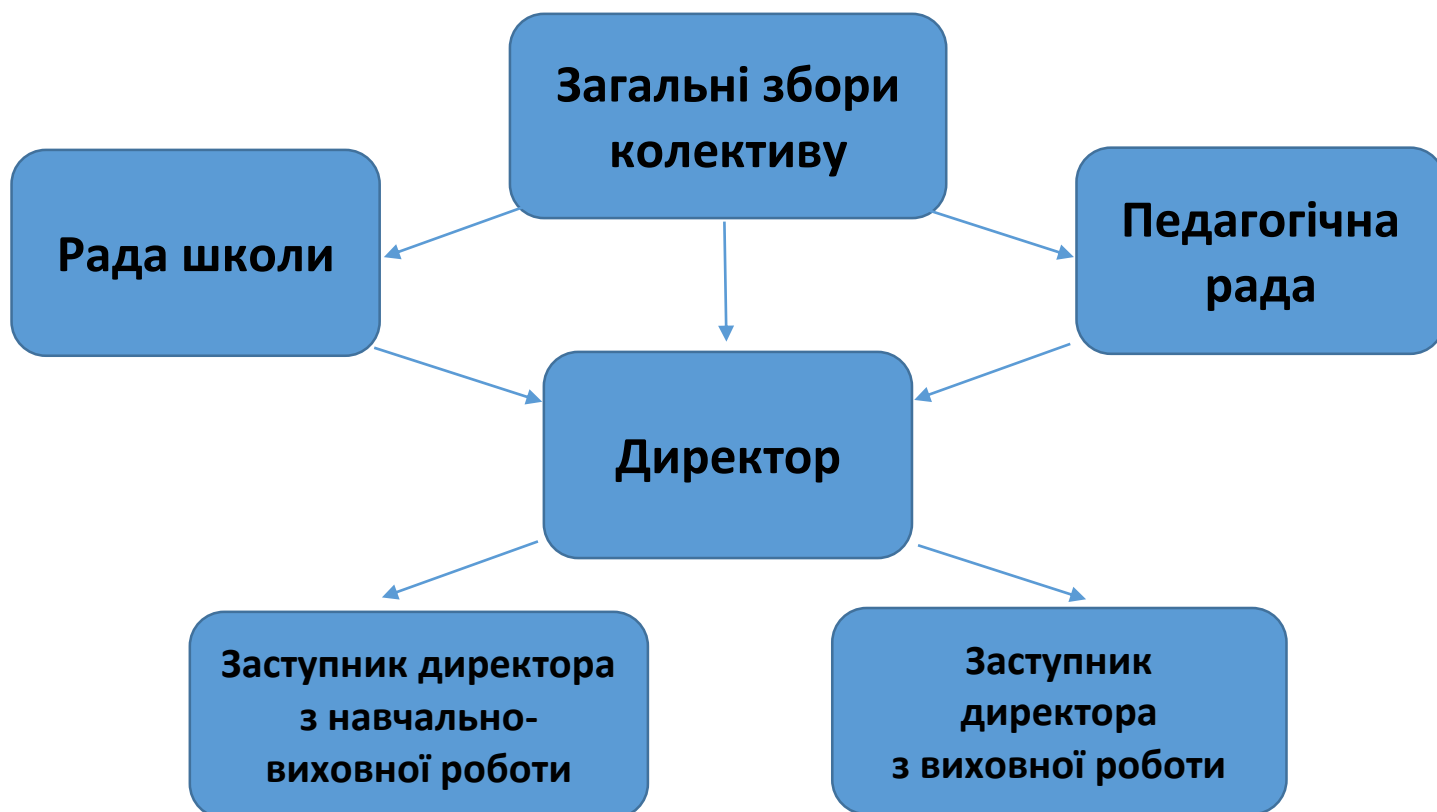 Загальні збори
колективу
Рада школи
Педагогічна
рада
Директор
Заступник директора
з навчально-
виховної роботи
Заступник
директора
з виховної роботи